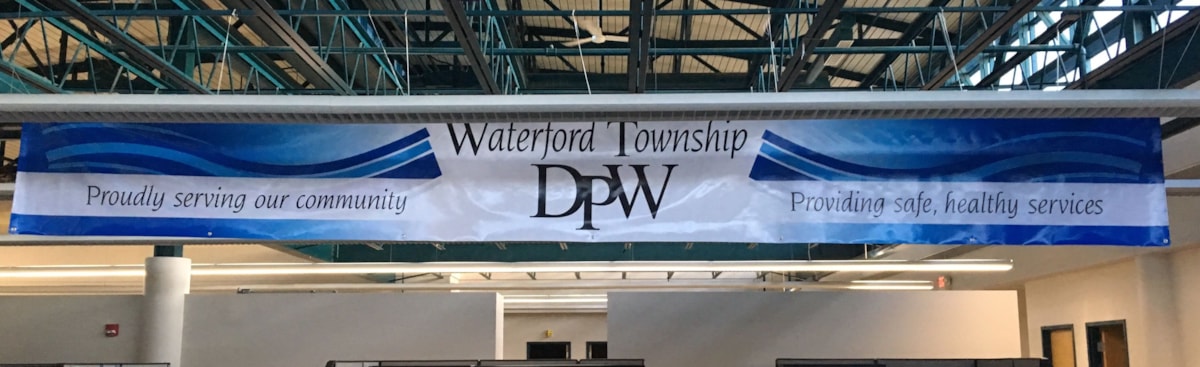 Waterford Township
DPW
Proudly serving our community
Providing safe, healthy services